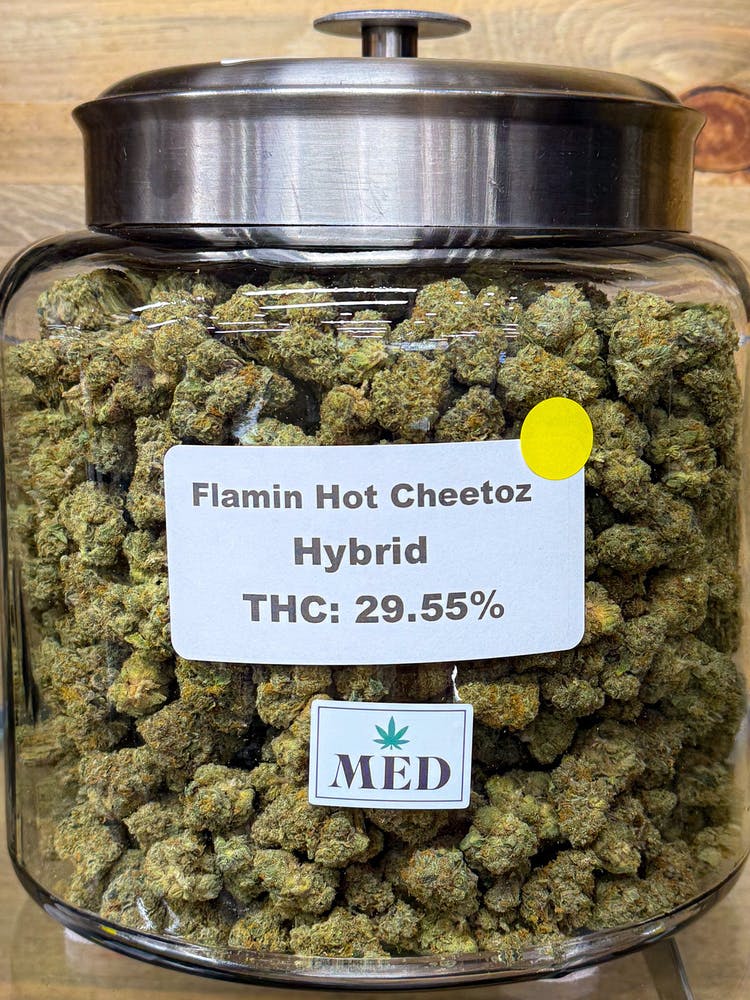 Flamin Hot Cheetoz
Hybrid
THC: 29.55%
MED